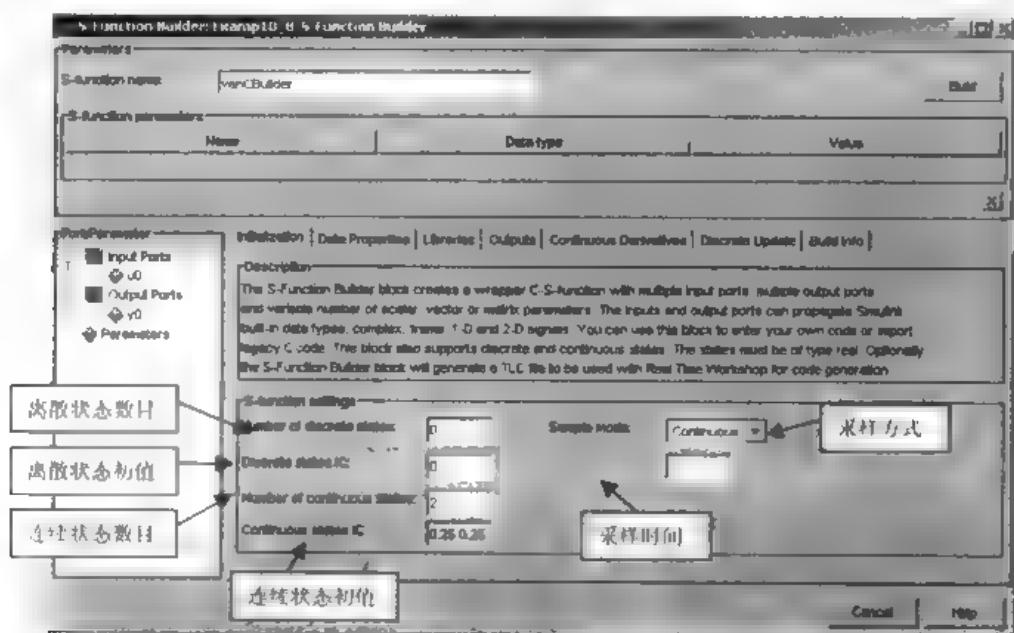 S-Function Builder: Examp10_8/S-Function Builder
Parameters
S-function name: vanCBuilder
Build
S-function parameters
Name Data type Value
Port/Parameter
Input Ports
u0
Output Ports
y0
Parameters
Initialization Data Properties Libraries Outputs Continuous Derivatives Discrete Update Build Info
Description
The S-Function Builder block creates a wrapper C-S-function with multiple input ports, multiple output ports
and variable number of scalar, vector or matrix parameters. The inputs and output ports can propagate Simulink
built-in data types, complex, frame, 1-D and 2-D signals. You can use this block to enter your own code or import
legacy C code. This block also supports discrete and continuous states. The states must be of type real. Optionally
the S-Function Builder block will generate a TLC file to be used with Real Time Workshop for code generation
S-function settings
离散状态数目
Number of discrete states: 0
Sample mode: Continuous
采样方式
离散状态初值
Discrete states IC: 0
连续状态数目
Number of continuous states: 2
采样时间
Continuous states IC: 0.25 0.25
连续状态初值
Cancel Help